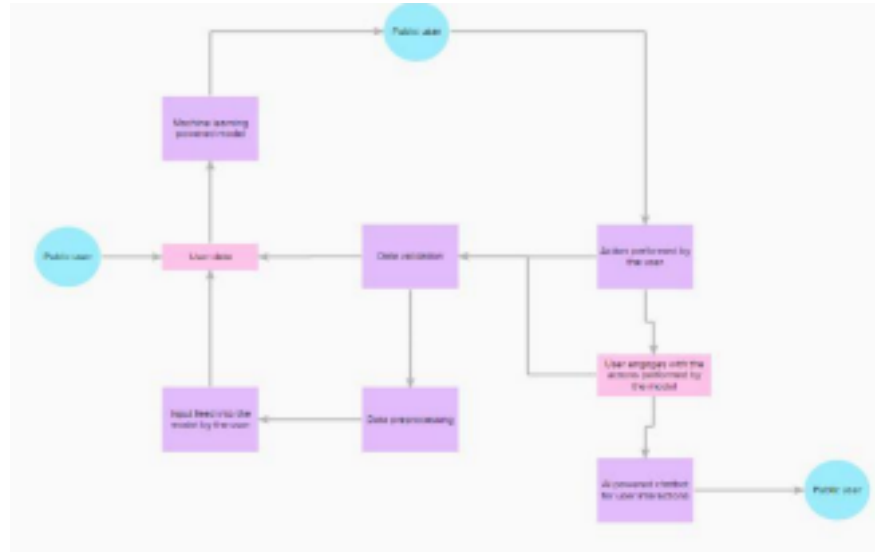 Public user
Machine learning
powered model
Public user
User data
Data validation
Action performed by
the user
User engages with the
actions performed by
the model
Input feed into the
model by the user
Data preprocessing
AI powered chatbot
for user interactions
Public user